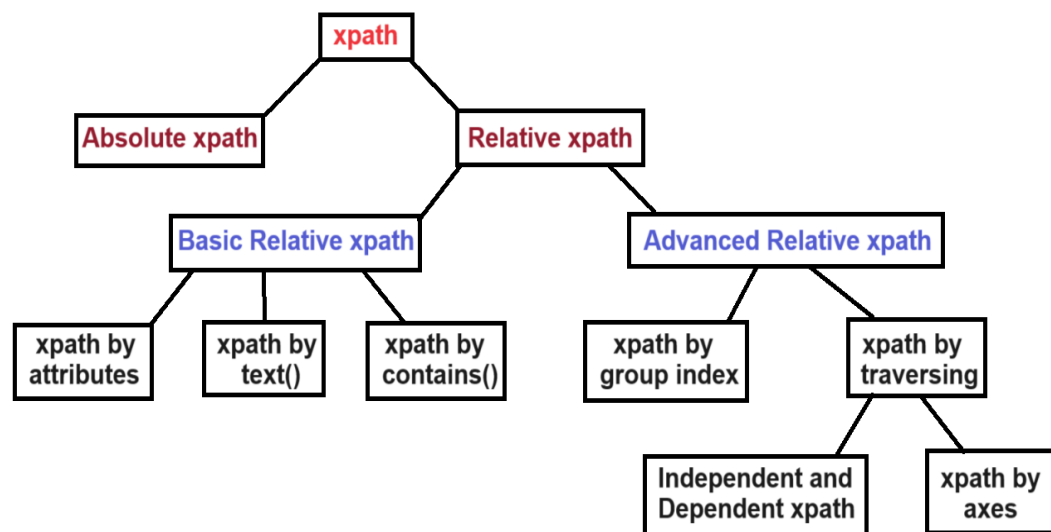 xpath
Absolute xpath
Relative xpath
Basic Relative xpath
Advanced Relative xpath
xpath by
attributes
xpath by
text()
xpath by
contains()
xpath by
group index
xpath by
traversing
Independent and
Dependent xpath
xpath by
axes